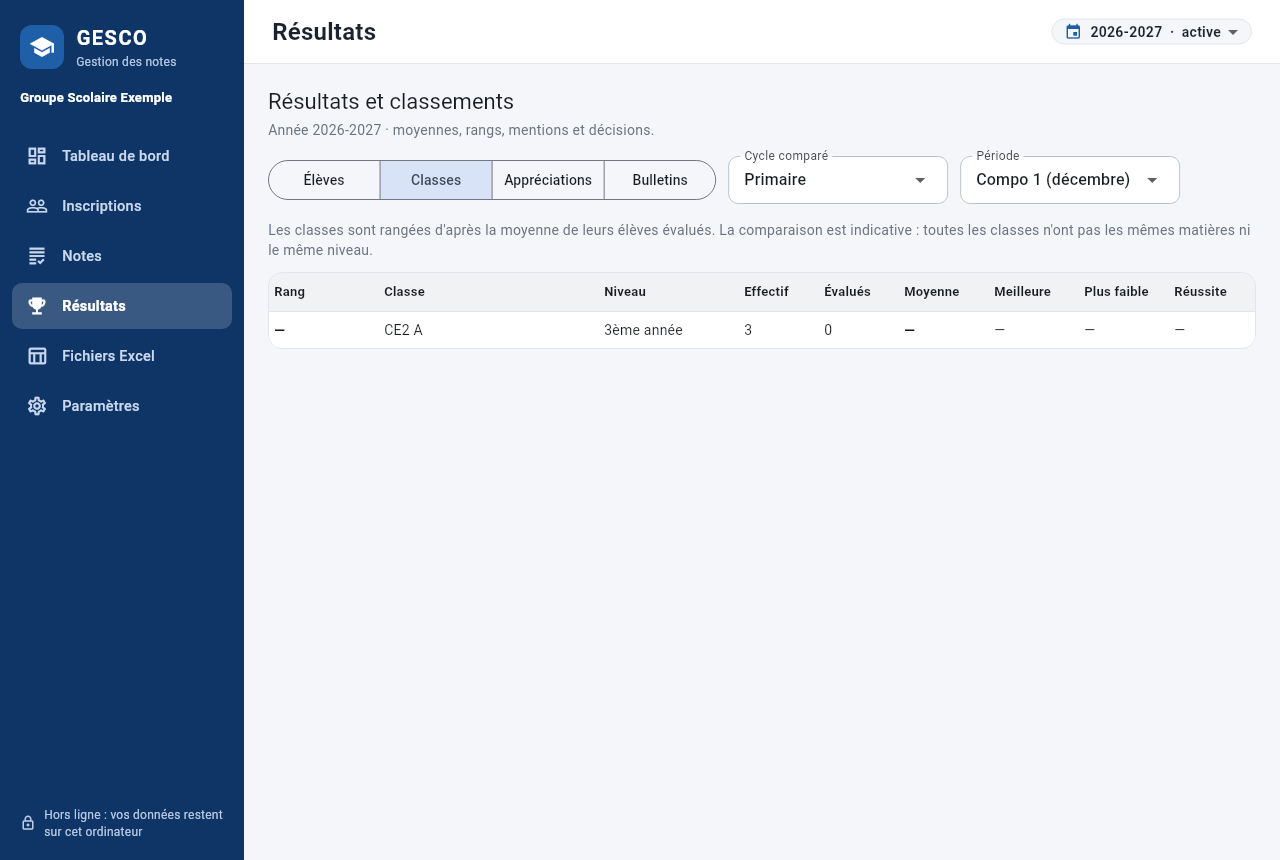 GESCO
Gestion des notes
Groupe Scolaire Exemple
Tableau de bord
Inscriptions
Notes
Résultats
Fichiers Excel
Paramètres
Hors ligne : vos données restent
sur cet ordinateur
Résultats
2026-2027 · active
Résultats et classements
Année 2026-2027 · moyennes, rangs, mentions et décisions.
Élèves Classes Appréciations Bulletins
Cycle comparé
Primaire
Période
Compo 1 (décembre)
Les classes sont rangées d'après la moyenne de leurs élèves évalués. La comparaison est indicative : toutes les classes n'ont pas les mêmes matières ni
le même niveau.
Rang Classe Niveau Effectif Évalués Moyenne Meilleure Plus faible Réussite
— CE2 A 3ème année 3 0 — — — —